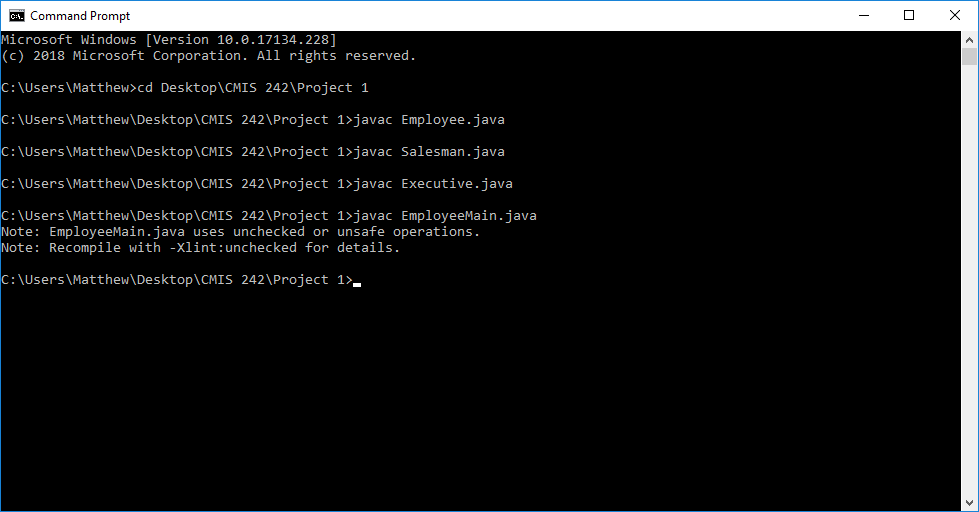 Command Prompt
Microsoft Windows [Version 10.0.17134.228]
(c) 2018 Microsoft Corporation. All rights reserved.
C:\Users\Matthew>cd Desktop\CMIS 242\Project 1
C:\Users\Matthew\Desktop\CMIS 242\Project 1>javac Employee.java
C:\Users\Matthew\Desktop\CMIS 242\Project 1>javac Salesman.java
C:\Users\Matthew\Desktop\CMIS 242\Project 1>javac Executive.java
C:\Users\Matthew\Desktop\CMIS 242\Project 1>javac EmployeeMain.java
Note: EmployeeMain.java uses unchecked or unsafe operations.
Note: Recompile with -Xlint:unchecked for details.
C:\Users\Matthew\Desktop\CMIS 242\Project 1>